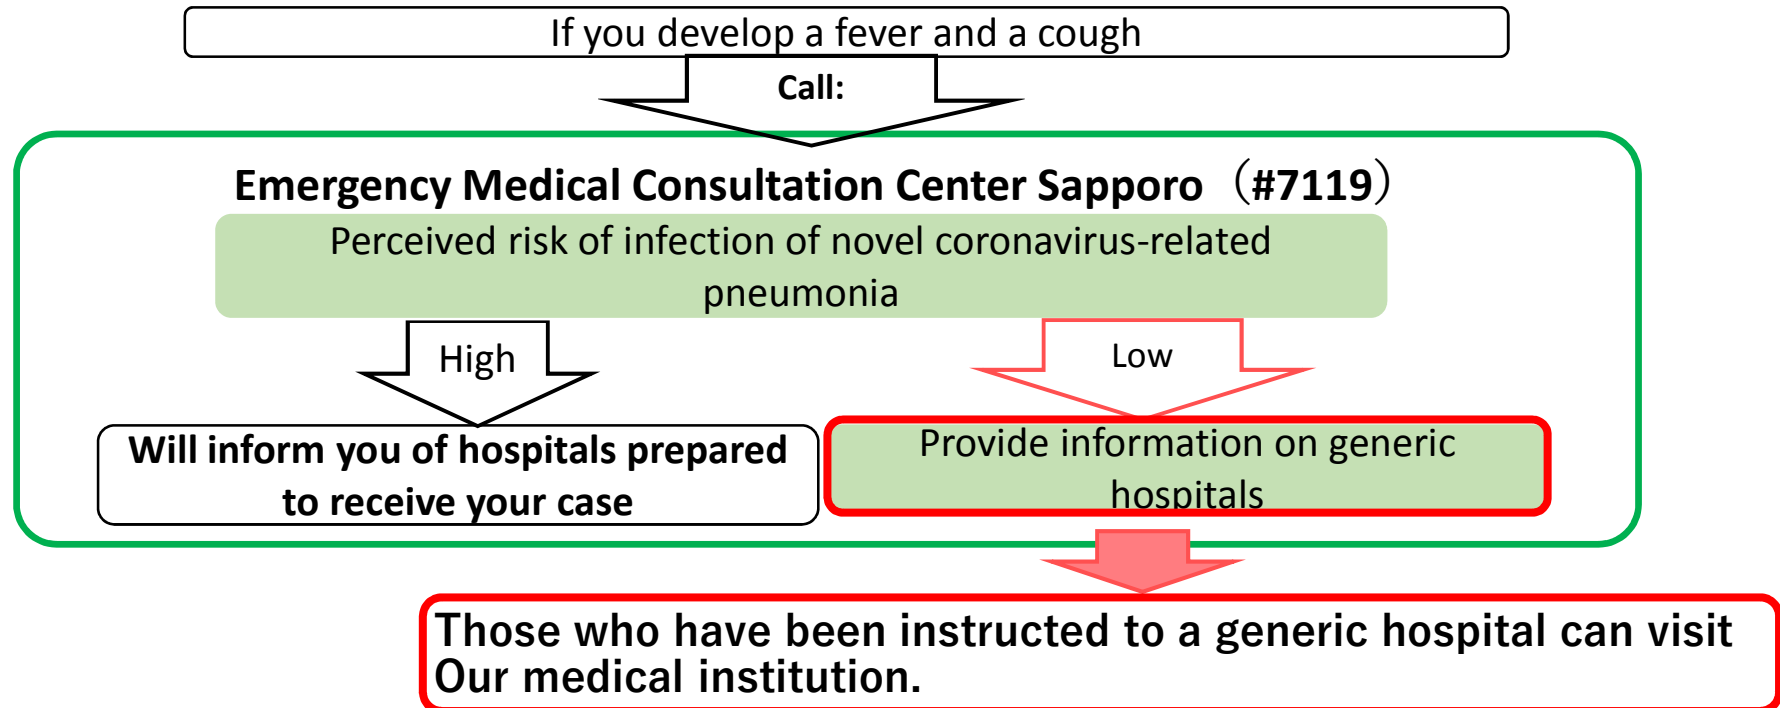 If you develop a fever and a cough
Call:
Emergency Medical Consultation Center Sapporo（#7119）
Perceived risk of infection of novel coronavirus-related
pneumonia
High
Low
Will inform you of hospitals prepared
to receive your case
Provide information on generic
hospitals
Those who have been instructed to a generic hospital can visit
Our medical institution.